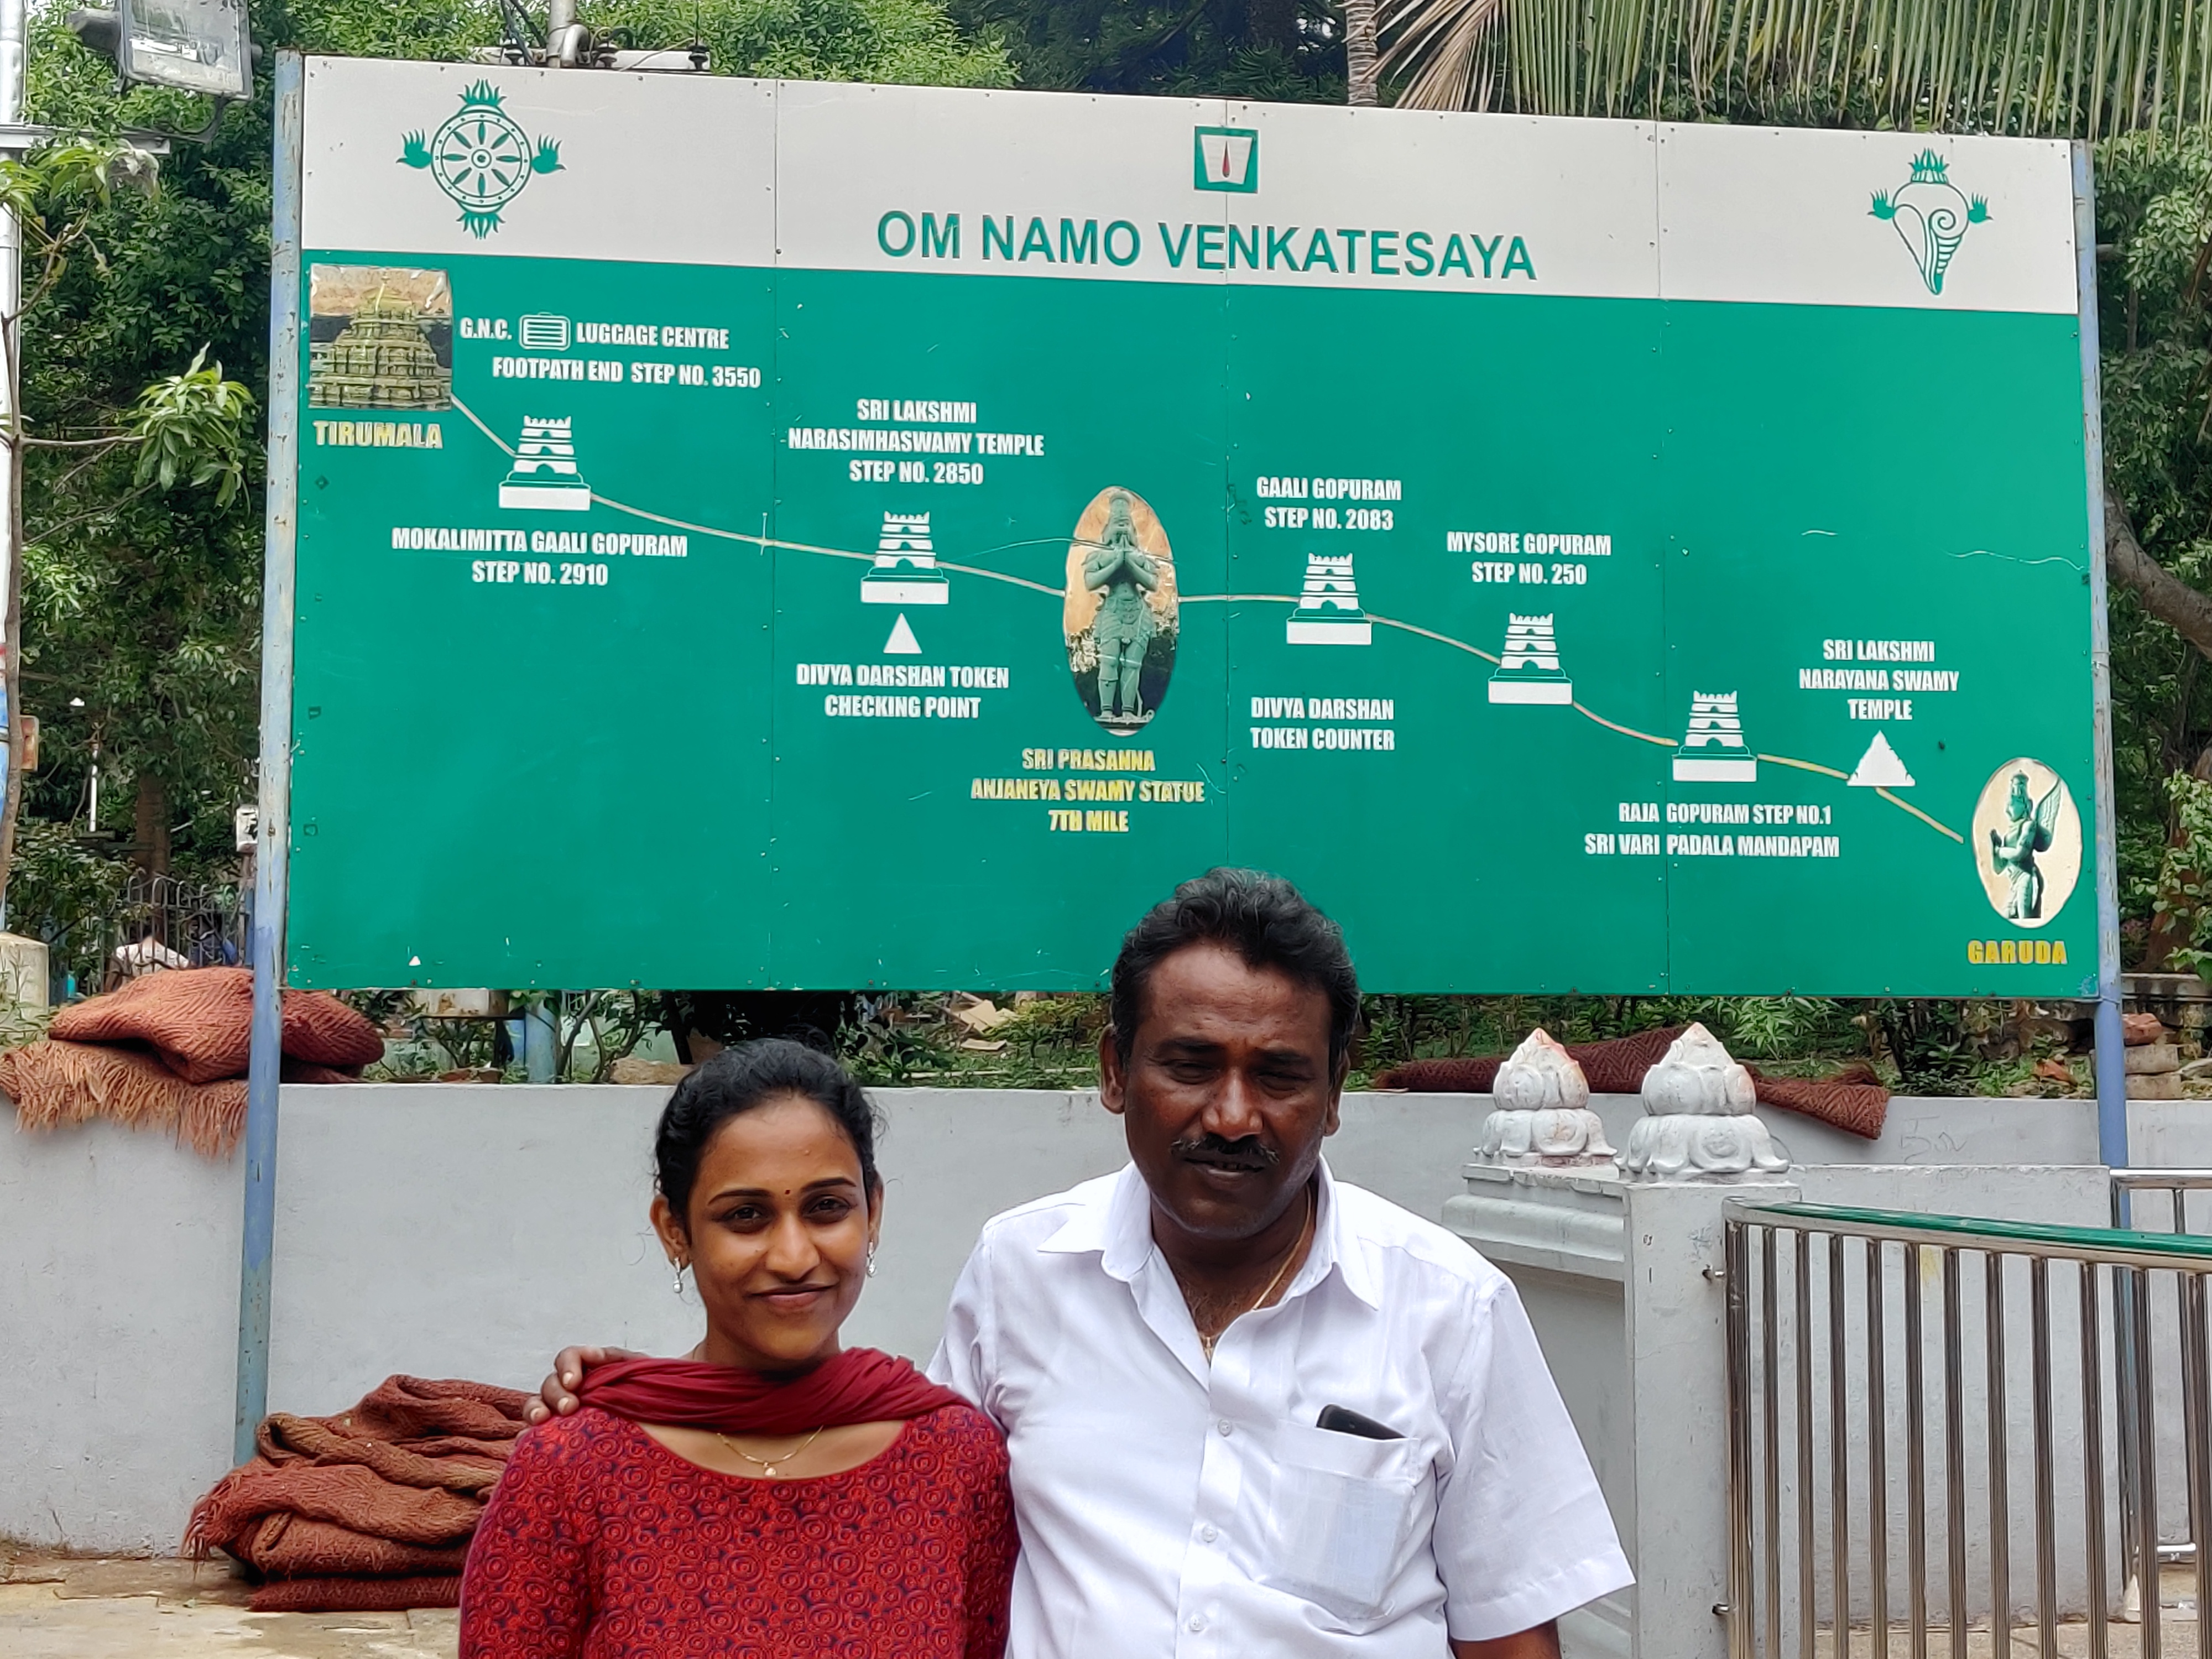 OM NAMO VENKATESAYA
G.N.C. LUGGAGE CENTRE
FOOTPATH END STEP NO. 3550
TIRUMALA
MOKALIMITTA GAALI GOPURAM
STEP NO. 2910
SRI LAKSHMI
NARASIMHASWAMY TEMPLE
STEP NO. 2850
DIVYA DARSHAN TOKEN
CHECKING POINT
SRI PRASANNA
ANJANEYA SWAMY STATUE
7TH MILE
GAALI GOPURAM
STEP NO. 2083
DIVYA DARSHAN
TOKEN COUNTER
MYSORE GOPURAM
STEP NO. 250
RAJA GOPURAM STEP NO.1
SRI VARI PADALA MANDAPAM
SRI LAKSHMI
NARAYANA SWAMY
TEMPLE
GARUDA